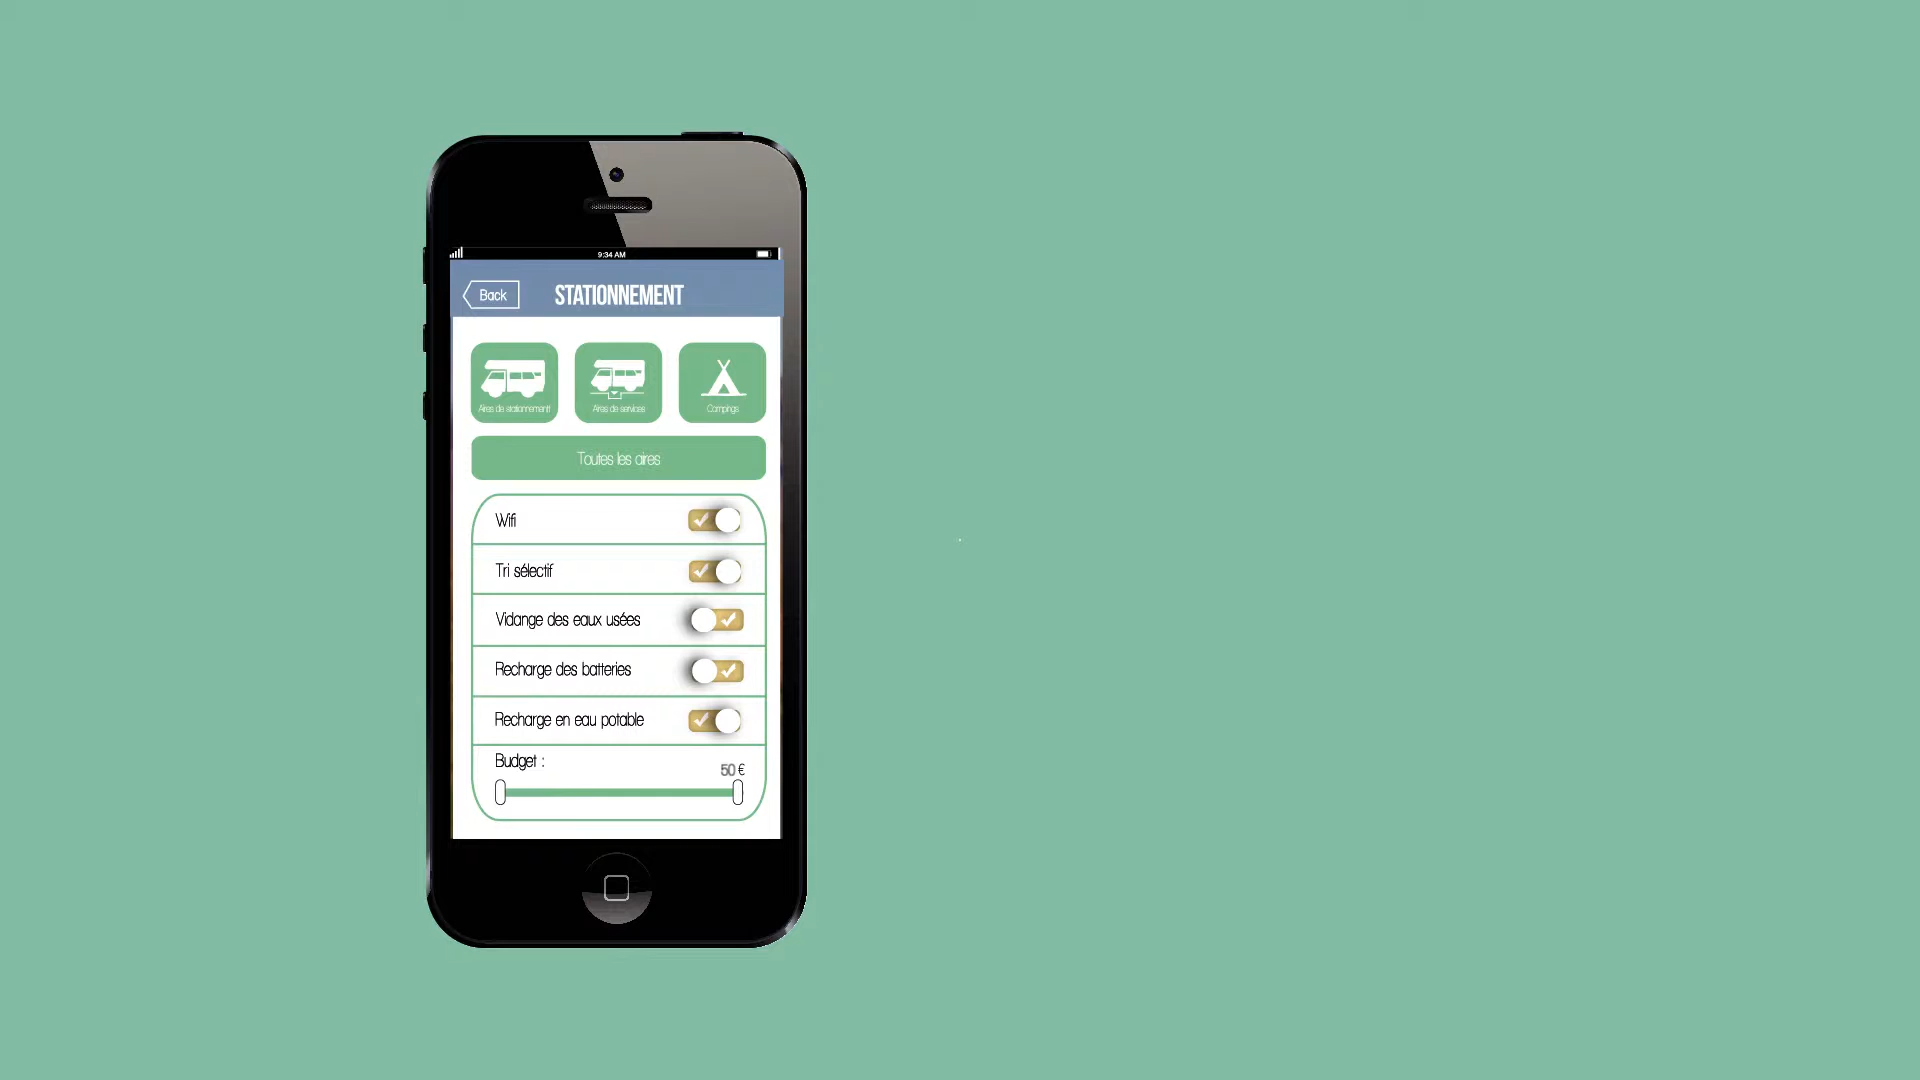 9:34 AM
Back
STATIONNEMENT
Aires de stationnement
Aires de services
Campings
Toutes les aires
Wifi
Tri sélectif
Vidange des eaux usées
Recharge des batteries
Recharge en eau potable
Budget :
50 €